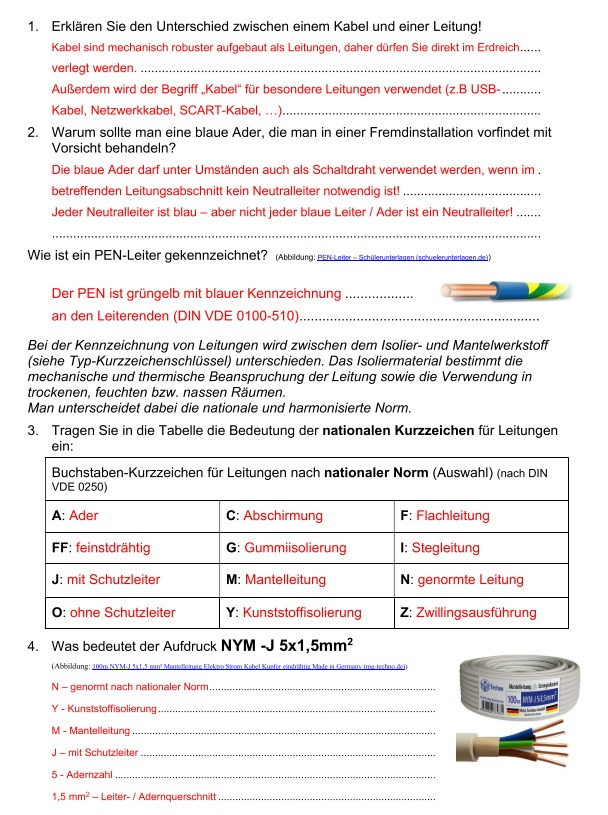 1. Erklären Sie den Unterschied zwischen einem Kabel und einer Leitung!
Kabel sind mechanisch robuster aufgebaut als Leitungen, daher dürfen Sie direkt im Erdreich......
verlegt werden. ..........
Außerdem wird der Begriff „Kabel“ für besondere Leitungen verwendet (z.B USB-...........
Kabel, Netzwerkkabel, SCART-Kabel, …)..........
2. Warum sollte man eine blaue Ader, die man in einer Fremdinstallation vorfindet mit
Vorsicht behandeln?
Die blaue Ader darf unter Umständen auch als Schaltdraht verwendet werden, wenn im .
betreffenden Leitungsabschnitt kein Neutralleiter notwendig ist! ..........
Jeder Neutralleiter ist blau – aber nicht jeder blaue Leiter / Ader ist ein Neutralleiter! .......
..........
Wie ist ein PEN-Leiter gekennzeichnet? (Abbildung: PEN-Leiter – Schülerunterlagen (schuelerunterlagen.de))
Der PEN ist grüngelb mit blauer Kennzeichnung ..................
an den Leiterenden (DIN VDE 0100-510)..........
Bei der Kennzeichnung von Leitungen wird zwischen dem Isolier- und Mantelwerkstoff
(siehe Typ-Kurzzeichenschlüssel) unterschieden. Das Isoliermaterial bestimmt die
mechanische und thermische Beanspruchung der Leitung sowie die Verwendung in
trockenen, feuchten bzw. nassen Räumen.
Man unterscheidet dabei die nationale und harmonisierte Norm.
3. Tragen Sie in die Tabelle die Bedeutung der nationalen Kurzzeichen für Leitungen
ein:
Buchstaben-Kurzzeichen für Leitungen nach nationaler Norm (Auswahl) (nach DIN
VDE 0250)
A: Ader C: Abschirmung F: Flachleitung
FF: feinstdrähtig G: Gummiisolierung I: Stegleitung
J: mit Schutzleiter M: Mantelleitung N: genormte Leitung
O: ohne Schutzleiter Y: Kunststoffisolierung Z: Zwillingsausführung
4. Was bedeutet der Aufdruck NYM -J 5x1,5mm²
(Abbildung: 100m NYM-J 5x1,5 mm² Mantelleitung Elektro Strom Kabel Kupfer eindrähtig Made in Germany (mg-techno.de))
N – genormt nach nationaler Norm..........
Y - Kunststoffisolierung..........
M - Mantelleitung ..........
J – mit Schutzleiter ..........
5 - Adernzahl ..........
1,5 mm² – Leiter- / Adernquerschnitt ..........
Techno
Mantelleitung
Energiekabel
100m
NYM-J 5x1,5mm²